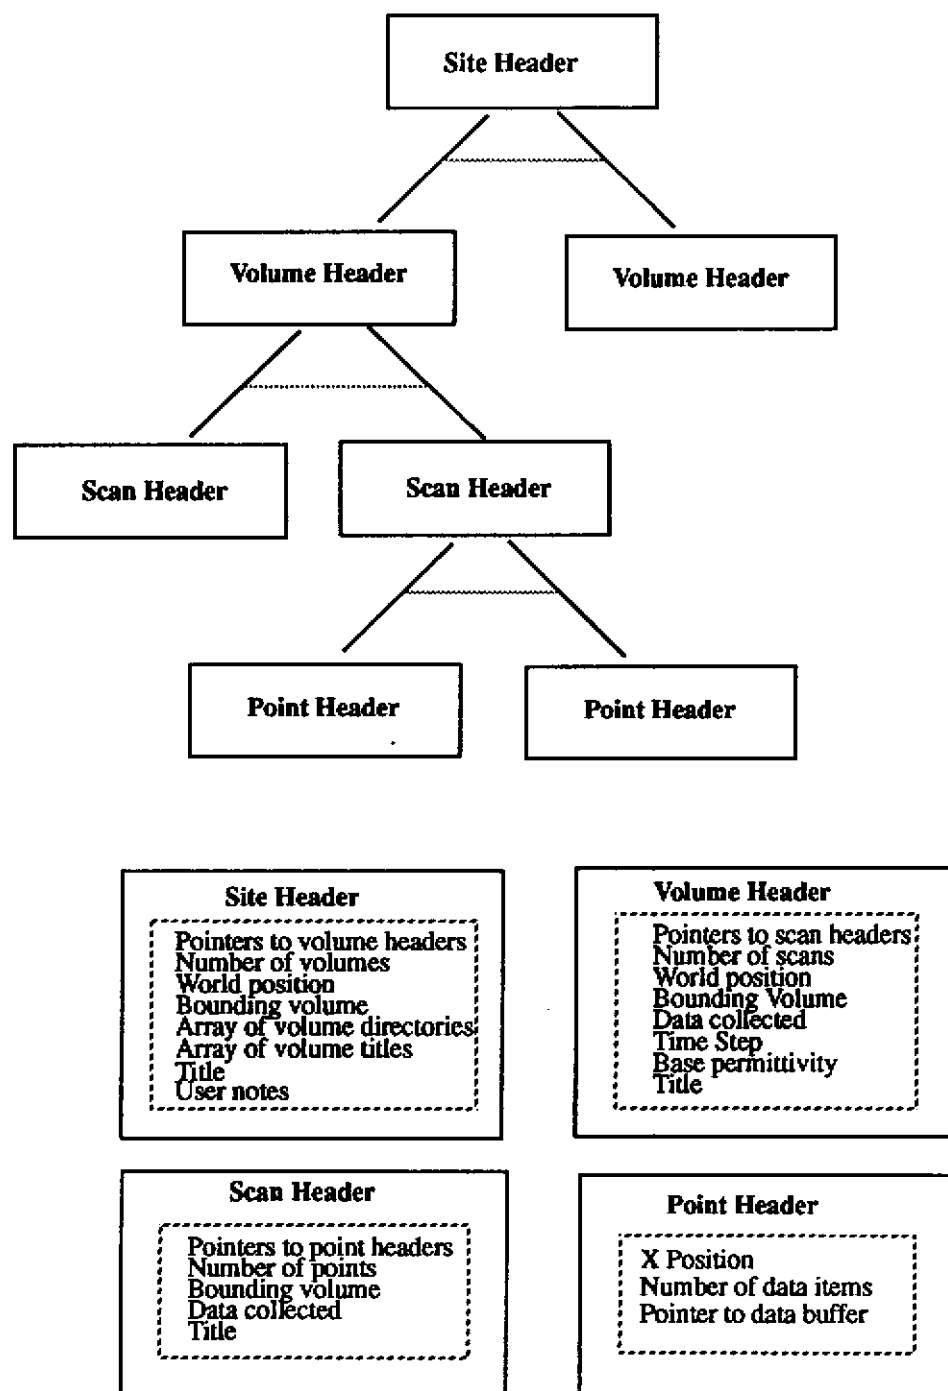 Site Header
Volume Header
Volume Header
Scan Header
Scan Header
Point Header
Point Header
Site Header
Pointers to volume headers
Number of volumes
World position
Bounding volume
Array of volume directories
Array of volume titles
Title
User notes
Volume Header
Pointers to scan headers
Number of scans
World position
Bounding Volume
Data collected
Time Step
Base permittivity
Title
Scan Header
Pointers to point headers
Number of points
Bounding volume
Data collected
Title
Point Header
X Position
Number of data items
Pointer to data buffer